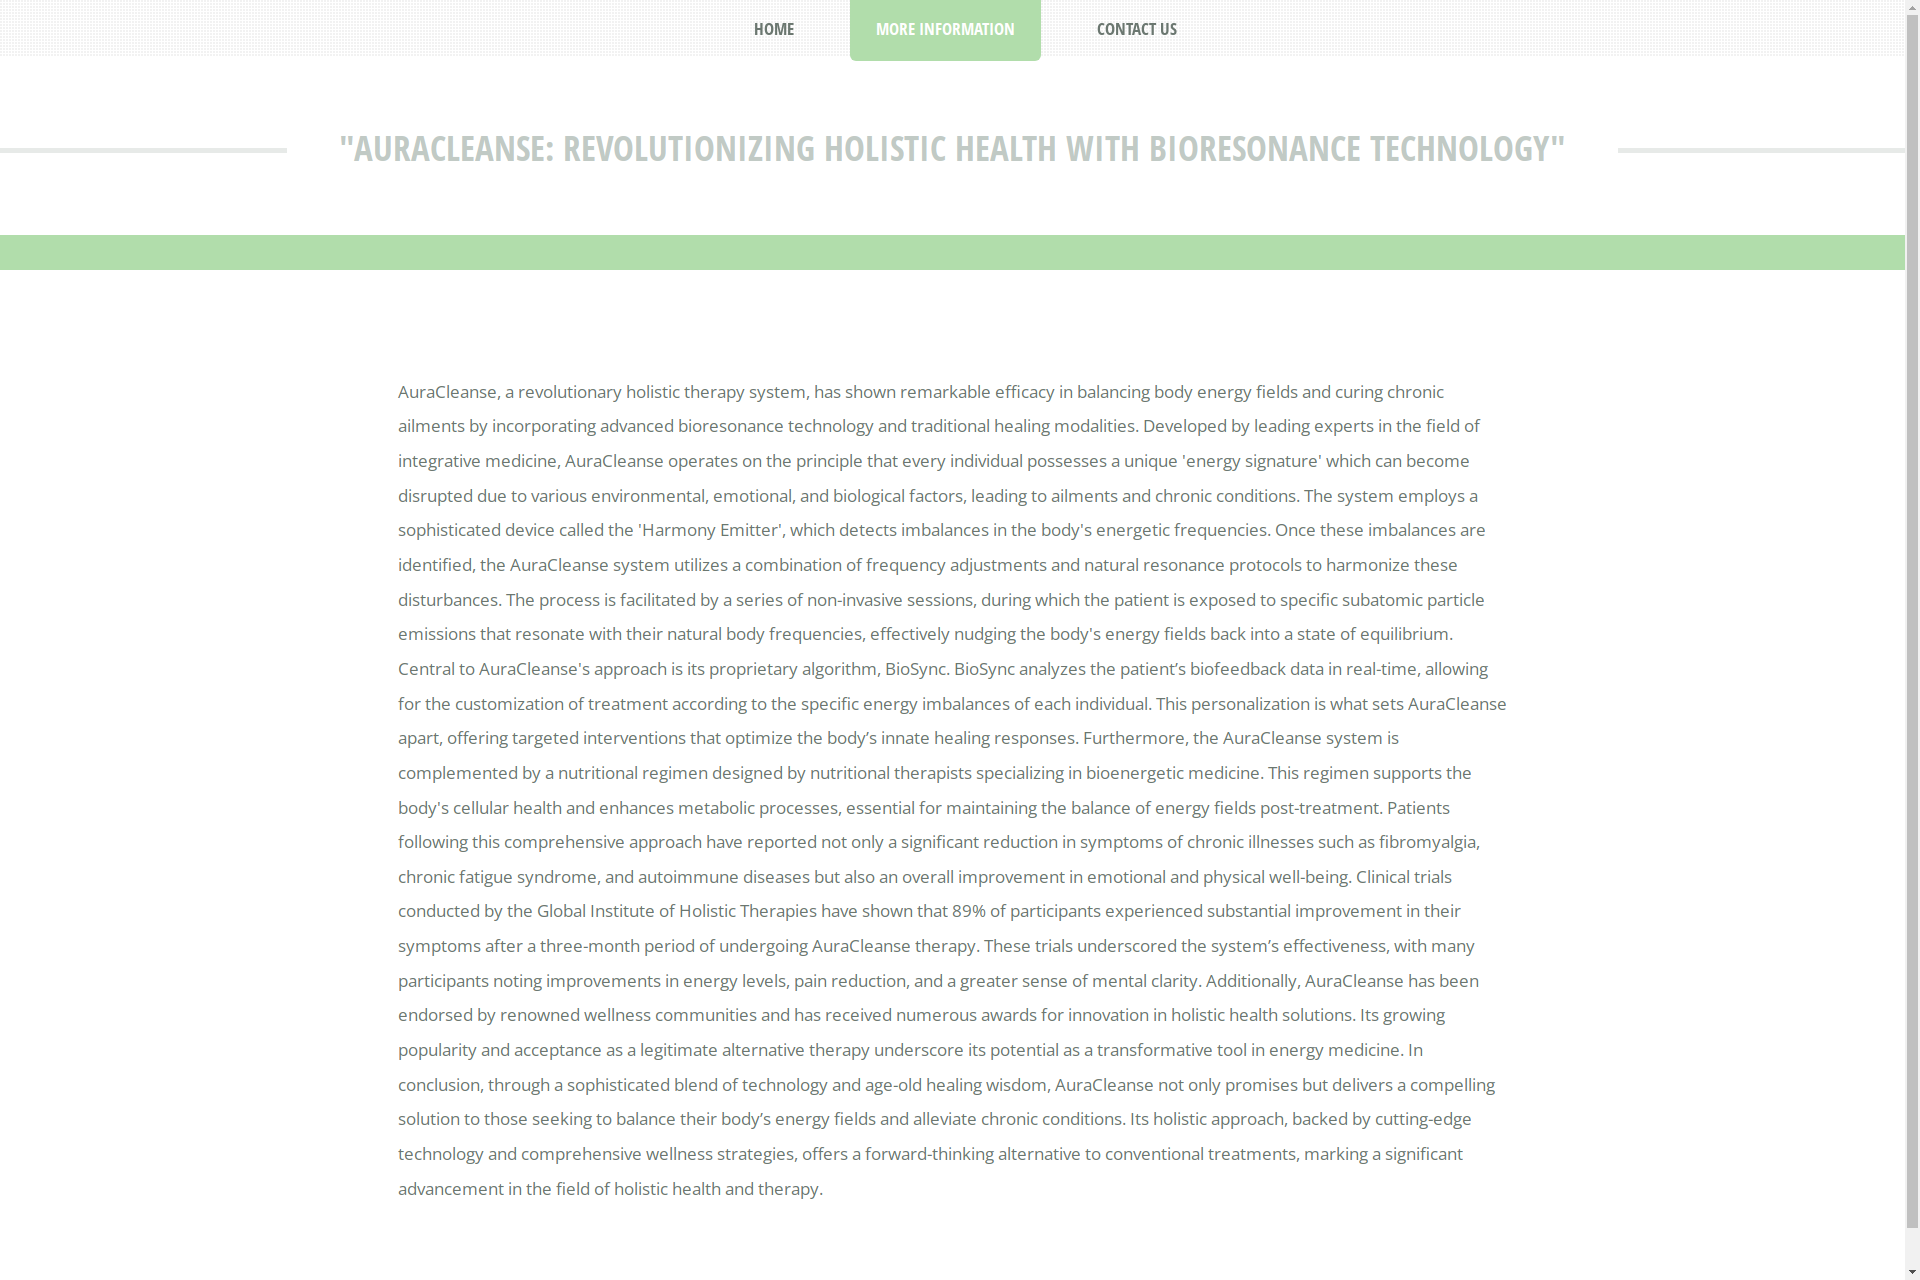 HOME
MORE INFORMATION
CONTACT US
"AURACLEANSE: REVOLUTIONIZING HOLISTIC HEALTH WITH BIORESONANCE TECHNOLOGY"
AuraCleanse, a revolutionary holistic therapy system, has shown remarkable efficacy in balancing body energy fields and curing chronic
ailments by incorporating advanced bioresonance technology and traditional healing modalities. Developed by leading experts in the field of
integrative medicine, AuraCleanse operates on the principle that every individual possesses a unique 'energy signature' which can become
disrupted due to various environmental, emotional, and biological factors, leading to ailments and chronic conditions. The system employs a
sophisticated device called the 'Harmony Emitter', which detects imbalances in the body's energetic frequencies. Once these imbalances are
identified, the AuraCleanse system utilizes a combination of frequency adjustments and natural resonance protocols to harmonize these
disturbances. The process is facilitated by a series of non-invasive sessions, during which the patient is exposed to specific subatomic particle
emissions that resonate with their natural body frequencies, effectively nudging the body's energy fields back into a state of equilibrium.
Central to AuraCleanse's approach is its proprietary algorithm, BioSync. BioSync analyzes the patient’s biofeedback data in real-time, allowing
for the customization of treatment according to the specific energy imbalances of each individual. This personalization is what sets AuraCleanse
apart, offering targeted interventions that optimize the body’s innate healing responses. Furthermore, the AuraCleanse system is
complemented by a nutritional regimen designed by nutritional therapists specializing in bioenergetic medicine. This regimen supports the
body's cellular health and enhances metabolic processes, essential for maintaining the balance of energy fields post-treatment. Patients
following this comprehensive approach have reported not only a significant reduction in symptoms of chronic illnesses such as fibromyalgia,
chronic fatigue syndrome, and autoimmune diseases but also an overall improvement in emotional and physical well-being. Clinical trials
conducted by the Global Institute of Holistic Therapies have shown that 89% of participants experienced substantial improvement in their
symptoms after a three-month period of undergoing AuraCleanse therapy. These trials underscored the system’s effectiveness, with many
participants noting improvements in energy levels, pain reduction, and a greater sense of mental clarity. Additionally, AuraCleanse has been
endorsed by renowned wellness communities and has received numerous awards for innovation in holistic health solutions. Its growing
popularity and acceptance as a legitimate alternative therapy underscore its potential as a transformative tool in energy medicine. In
conclusion, through a sophisticated blend of technology and age-old healing wisdom, AuraCleanse not only promises but delivers a compelling
solution to those seeking to balance their body’s energy fields and alleviate chronic conditions. Its holistic approach, backed by cutting-edge
technology and comprehensive wellness strategies, offers a forward-thinking alternative to conventional treatments, marking a significant
advancement in the field of holistic health and therapy.